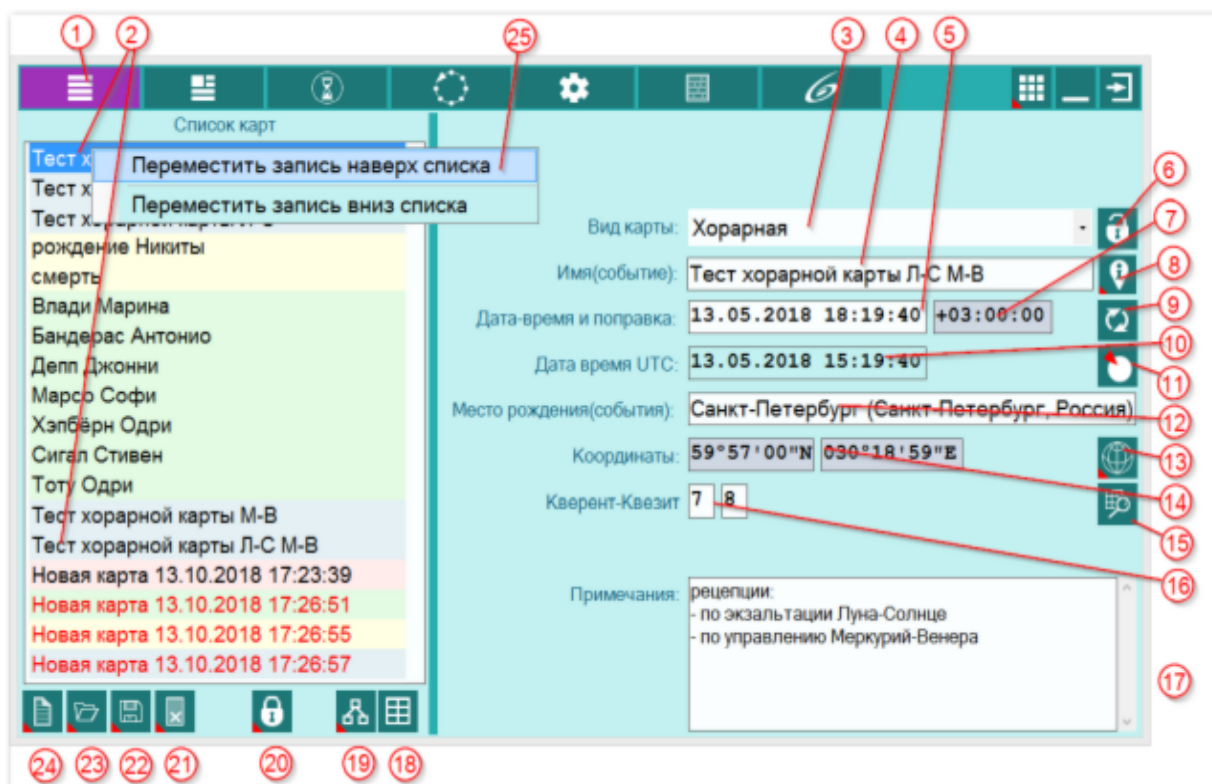 1 2 25 3 4 5
Список карт
Тест х
Переместить запись наверх списка
Тест х
Переместить запись вниз списка
Тест
рождение Никиты
смерть
Влади Марина
Бандерас Антонио
Депп Джонни
Марсо Софи
Хэпбёрн Одри
Сигал Стивен
Тоту Одри
Тест хорарной карты М-В
Тест хорарной карты Л-С М-В
Новая карта 13.10.2018 17:23:39
Новая карта 13.10.2018 17:26:51
Новая карта 13.10.2018 17:26:55
Новая карта 13.10.2018 17:26:57
Вид карты: Хорарная
Имя(событие): Тест хорарной карты Л-С М-В
Дата-время и поправка: 13.05.2018 18:19:40 +03:00:00
Дата время UTC: 13.05.2018 15:19:40
Место рождения(события): Санкт-Петербург (Санкт-Петербург, Россия)
Координаты: 59°57'00"N 030°18'59"E
Кверент-Квезит 7 8
Примечания: рецепции:
- по экзальтации Луна-Солнце
- по управлению Меркурий-Венера
6
7
8
9
10
11
12
13
14
15
16
17
24 23 22 21 20 19 18